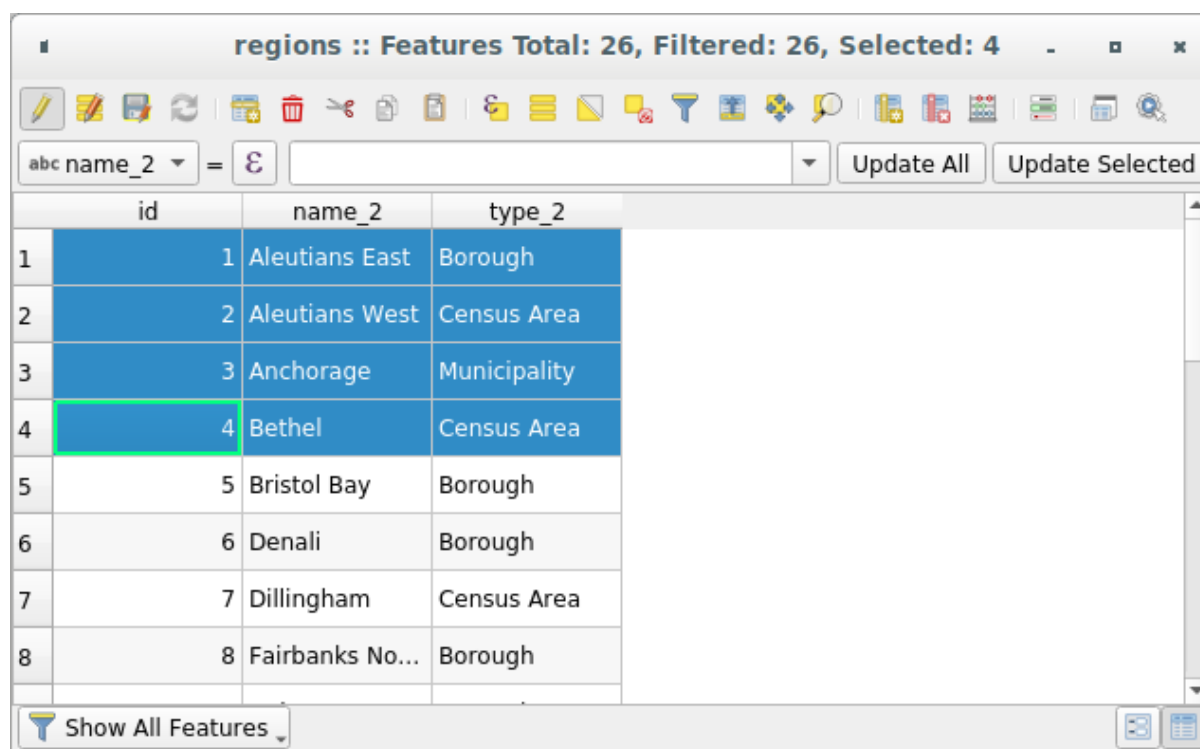 regions :: Features Total: 26, Filtered: 26, Selected: 4
abc name_2 = ε Update All Update Selected
id name_2 type_2
1 1 Aleutians East Borough
2 2 Aleutians West Census Area
3 3 Anchorage Municipality
4 4 Bethel Census Area
5 5 Bristol Bay Borough
6 6 Denali Borough
7 7 Dillingham Census Area
8 8 Fairbanks No... Borough
Show All Features